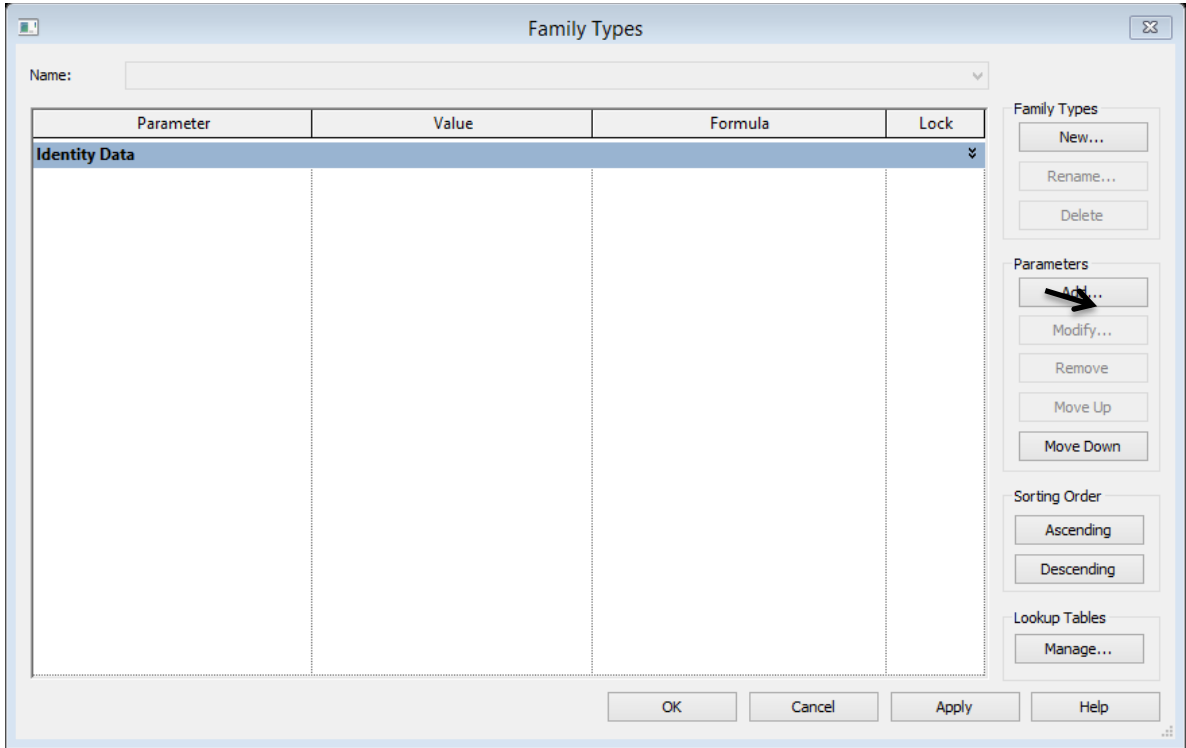 Family Types
Name:
Parameter Value Formula Lock
Identity Data
Family Types
New...
Rename...
Delete
Parameters
Add...
Modify...
Remove
Move Up
Move Down
Sorting Order
Ascending
Descending
Lookup Tables
Manage...
OK Cancel Apply Help